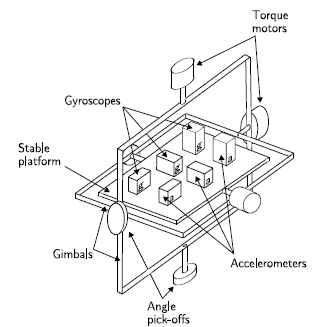 Torque
motors
Gyroscopes
Stable
platform
Gimbals
Accelerometers
Angle
pick-offs